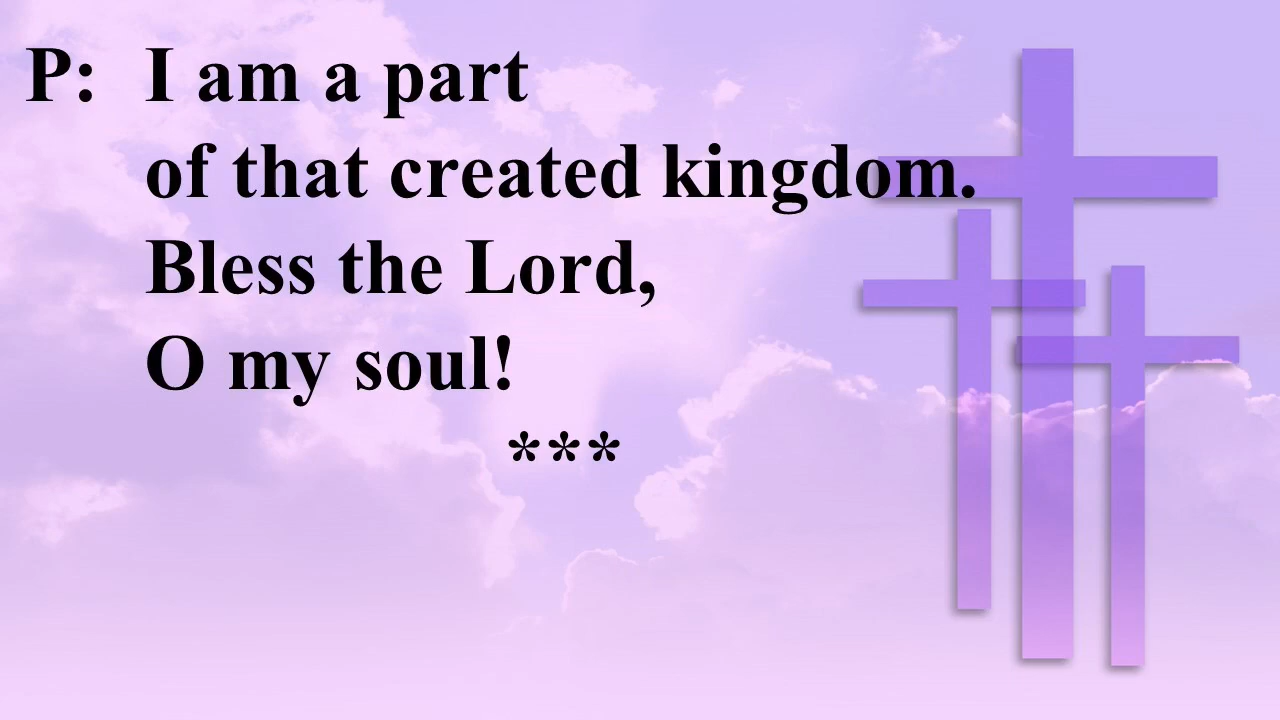 P: I am a part
of that created kingdom.
Bless the Lord,
O my soul!
***